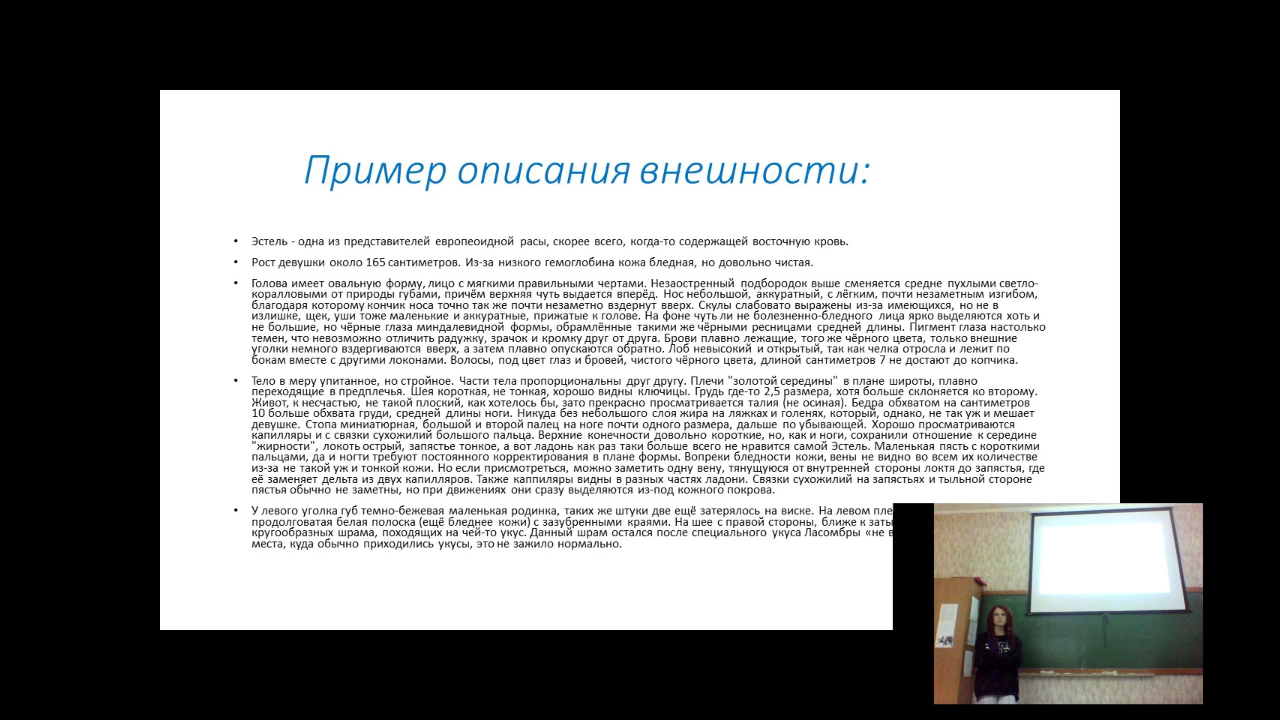 Пример описания внешности:
• Эстель - одна из представителей европеоидной расы, скорее всего, когда-то содержащей восточную кровь.
• Рост девушки около 165 сантиметров. Из-за низкого гемоглобина кожа бледная, но довольно чистая.
• Голова имеет овальную форму, лицо с мягкими правильными чертами. Незаостренный подбородок выше сменяется средне пухлыми светло-
коралловыми от природы губами, причём верхняя чуть выдается вперёд. Нос небольшой, аккуратный, с лёгким, почти незаметным изгибом,
благодаря которому кончик носа точно так же почти незаметно вздернут вверх. Скулы слабовато выражены из-за имеющихся, но не в
излишке, щек, уши тоже маленькие и аккуратные, прижатые к голове. На фоне чуть ли не болезненно-бледного лица ярко выделяются хоть и
не большие, но чёрные глаза миндалевидной формы, обрамлённые такими же чёрными ресницами средней длины. Пигмент глаза настолько
темен, что невозможно отличить радужку, зрачок и кромку друг от друга. Брови плавно лежащие, того же чёрного цвета, только внешние
уголки немного вздергиваются вверх, а затем плавно опускаются обратно. Лоб невысокий и открытый, так как челка отросла и лежит по
бокам вместе с другими локонами. Волосы, под цвет глаз и бровей, чистого чёрного цвета, длиной сантиметров 7 не достают до копчика.
• Тело в меру упитанное, но стройное. Части тела пропорциональны друг другу. Плечи "золотой середины" в плане широты, плавно
переходящие в предплечья. Шея короткая, не тонкая, хорошо видны ключицы. Грудь где-то 2,5 размера, хотя больше склоняется ко второму.
Живот, к несчастью, не такой плоский, как хотелось бы, зато прекрасно просматривается талия (не осиная). Бедра обхватом на сантиметров
10 больше обхвата груди, средней длины ноги. Никуда без небольшого слоя жира на ляжках и голенях, который, однако, не так уж и мешает
девушке. Стопа миниатюрная, большой и второй палец на ноге почти одного размера, дальше по убывающей. Хорошо просматриваются
капилляры и с связки сухожилий большого пальца. Верхние конечности довольно короткие, но, как и ноги, сохранили отношение к середине
"жирности", локоть острый, запястье тонкое, а вот ладонь как раз таки больше всего не нравится самой Эстель. Маленькая пясть с короткими
пальцами, да и ногти требуют постоянного корректирования в плане формы. Вопреки бледности кожи, вены не видно во всем их количестве
из-за не такой уж и тонкой кожи. Но если присмотреться, можно заметить одну вену, тянущуюся от внутренней стороны локтя до запястья, где
её заменяет дельта из двух капилляров. Также каппиляры видны в разных частях ладони. Связки сухожилий на запястьях и тыльной стороне
пястья обычно не заметны, но при движениях они сразу выделяются из-под кожного покрова.
• У левого уголка губ темно-бежевая маленькая родинка, таких же штуки две ещё затерялось на виске. На левом пле
продолговатая белая полоска (ещё бледнее кожи) с зазубренными краями. На шее с правой стороны, ближе к заты
кругообразных шрама, походящих на чей-то укус. Данный шрам остался после специального укуса Ласомбры «не в
места, куда обычно приходились укусы, это не зажило нормально.